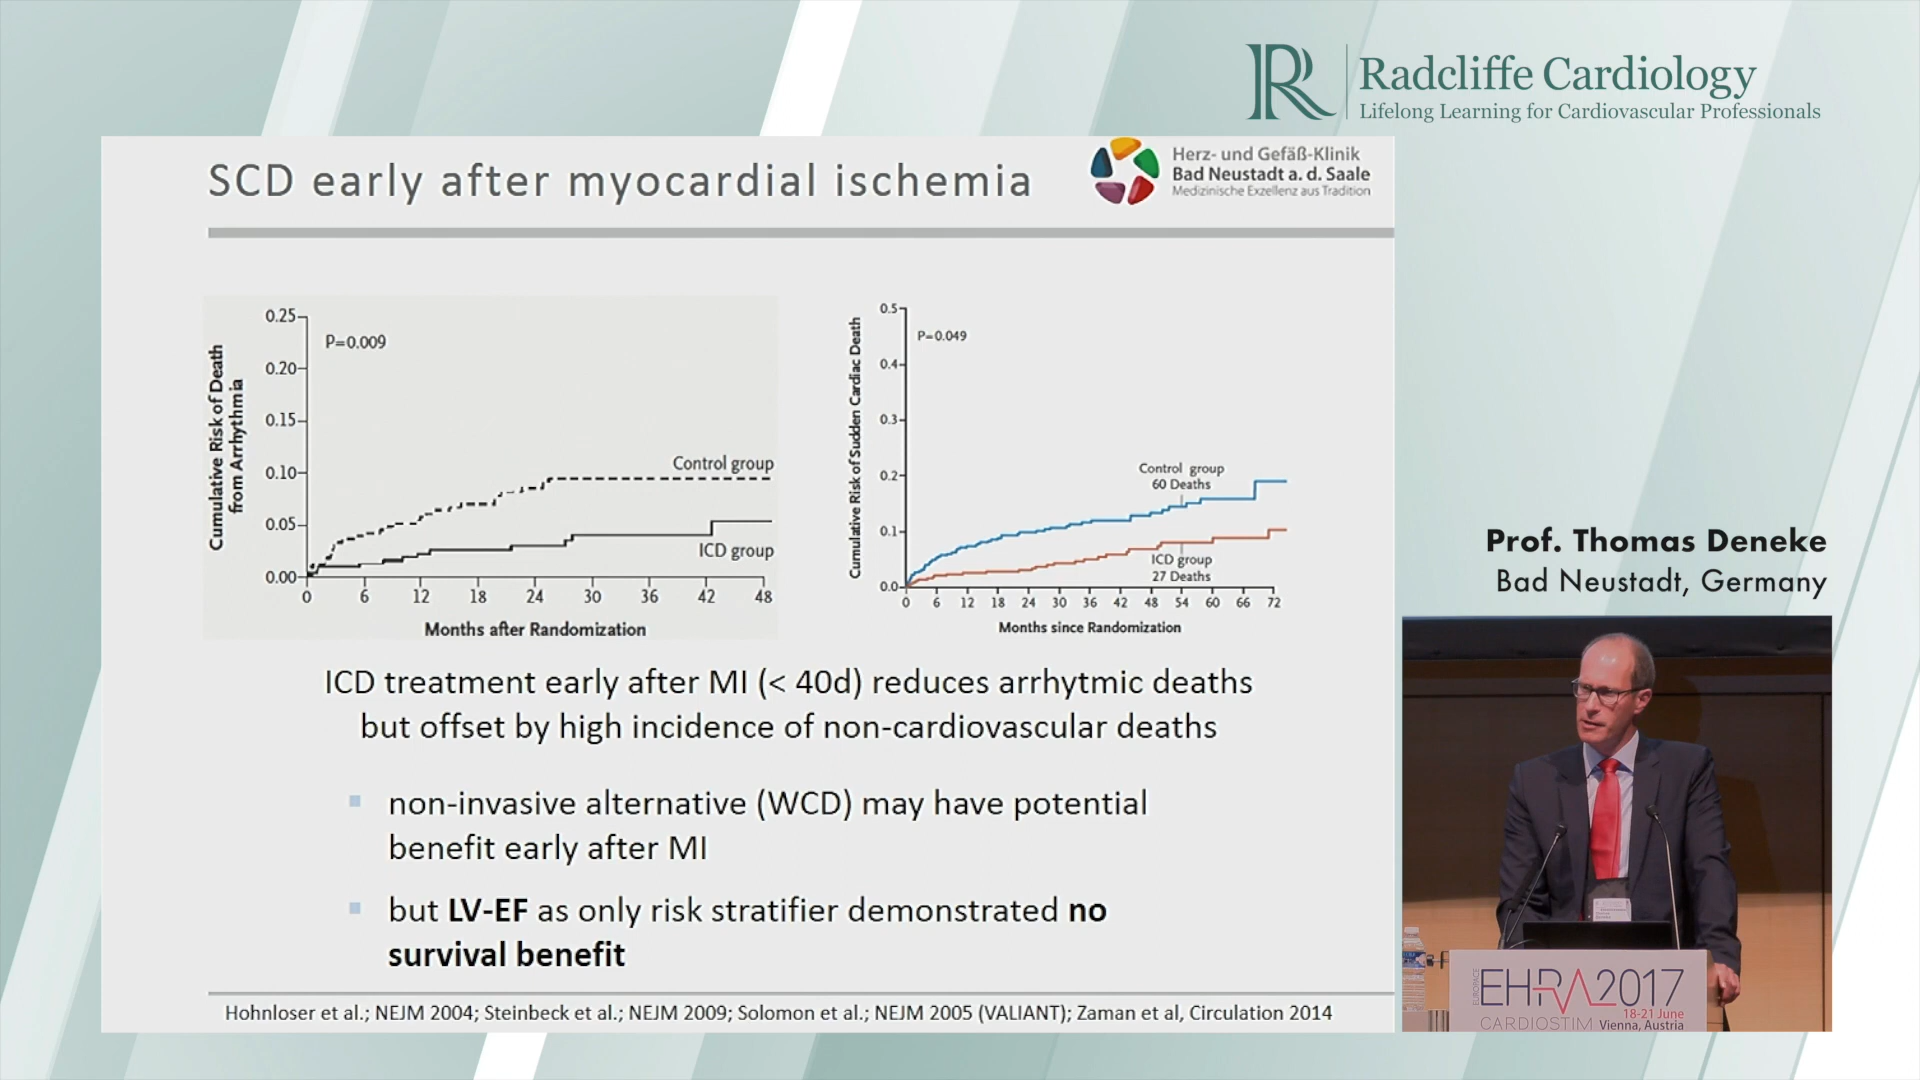 Radcliffe Cardiology
Lifelong Learning for Cardiovascular Professionals
SCD early after myocardial ischemia
Herz- und Gefäß-Klinik
Bad Neustadt a. d. Saale
Medizinische Exzellenz aus Tradition
Cumulative Risk of Death
from Arrhythmia
0.25
0.20
0.15
0.10
0.05
0.00
P=0.009
Control group
ICD group
0 6 12 18 24 30 36 42 48
Months after Randomization
Cumulative Risk of Sudden Cardiac Death
0.5
0.4
0.3
0.2
0.1
0.0
P=0.049
Control group
60 Deaths
ICD group
27 Deaths
0 6 12 18 24 30 36 42 48 54 60 66 72
Months since Randomization
ICD treatment early after MI (< 40d) reduces arrhytmic deaths
but offset by high incidence of non-cardiovascular deaths
non-invasive alternative (WCD) may have potential
benefit early after MI
but LV-EF as only risk stratifier demonstrated no
survival benefit
Hohnloser et al.; NEJM 2004; Steinbeck et al.; NEJM 2009; Solomon et al.; NEJM 2005 (VALIANT); Zaman et al, Circulation 2014
Prof. Thomas Deneke
Bad Neustadt, Germany
EUROPACE
EHRA2017
18-21 June
CARDIOSTIM Vienna, Austria